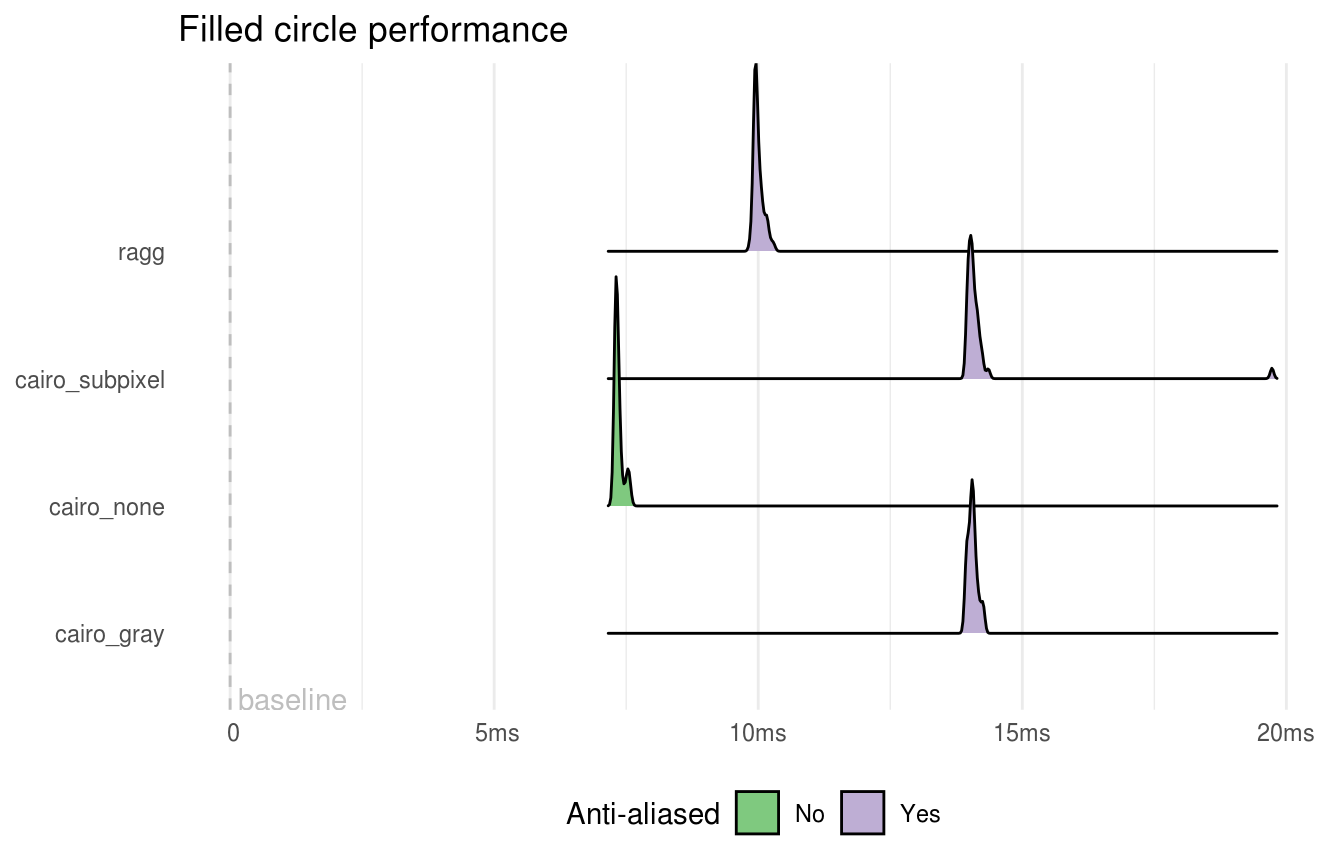 Filled circle performance
ragg
cairo_subpixel
cairo_none
cairo_gray
baseline
0 5ms 10ms 15ms 20ms
Anti-aliased No Yes